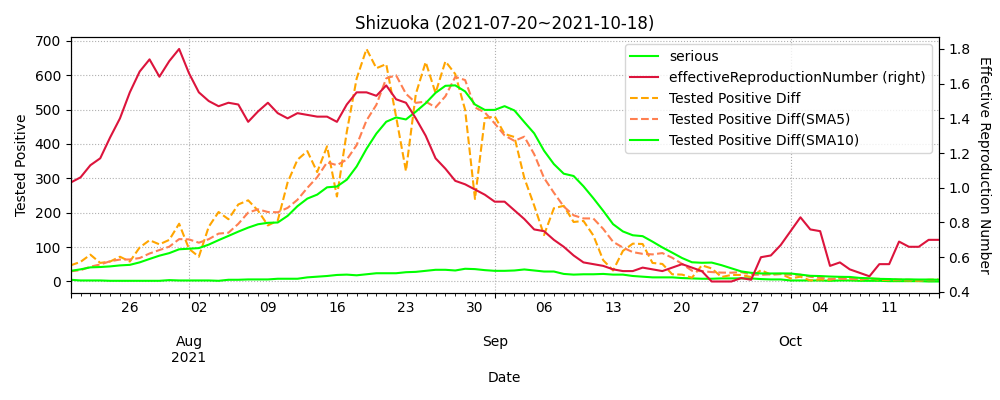 Shizuoka (2021-07-20~2021-10-18)
Tested Positive
700
600
500
400
300
200
100
0
serious
effectiveReproductionNumber (right)
Tested Positive Diff
Tested Positive Diff(SMA5)
Tested Positive Diff(SMA10)
1.8
1.6
1.4
1.2
1.0
0.8
0.6
0.4
Effective Reproductive Number
26 02 09 16 23 30 06 13 20 27 04 11
Aug Sep Oct
2021
Date